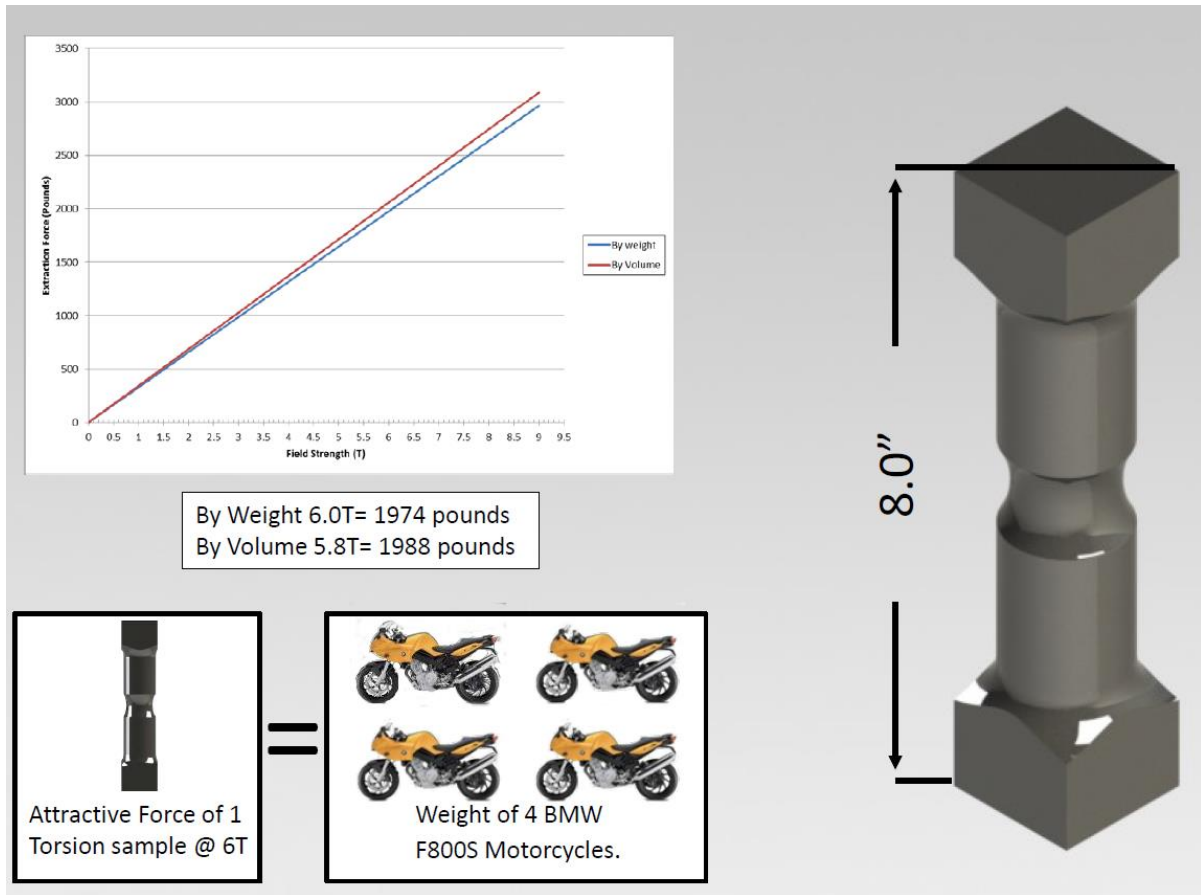 3500
3000
2500
2000
1500
1000
500
0
Extraction Force (Pounds)
0 0.5 1 1.5 2 2.5 3 3.5 4 4.5 5 5.5 6 6.5 7 7.5 8 8.5 9 9.5
Field Strength (T)
By weight
By Volume
By Weight 6.0T= 1974 pounds
By Volume 5.8T= 1988 pounds
8.0”
Attractive Force of 1
Torsion sample @ 6T
=
Weight of 4 BMW
F800S Motorcycles.